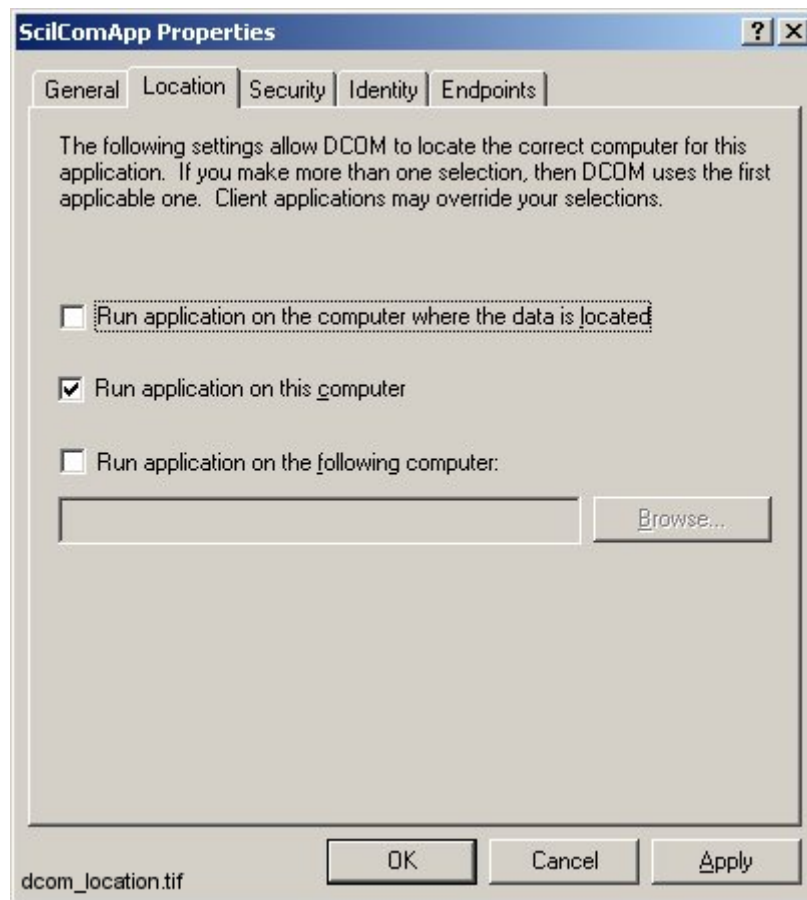 ScilComApp Properties
General Location Security Identity Endpoints
The following settings allow DCOM to locate the correct computer for this
application. If you make more than one selection, then DCOM uses the first
applicable one. Client applications may override your selections.
Run application on the computer where the data is located
Run application on this computer
Run application on the following computer:
Browse...
OK Cancel Apply
dcom_location.tif